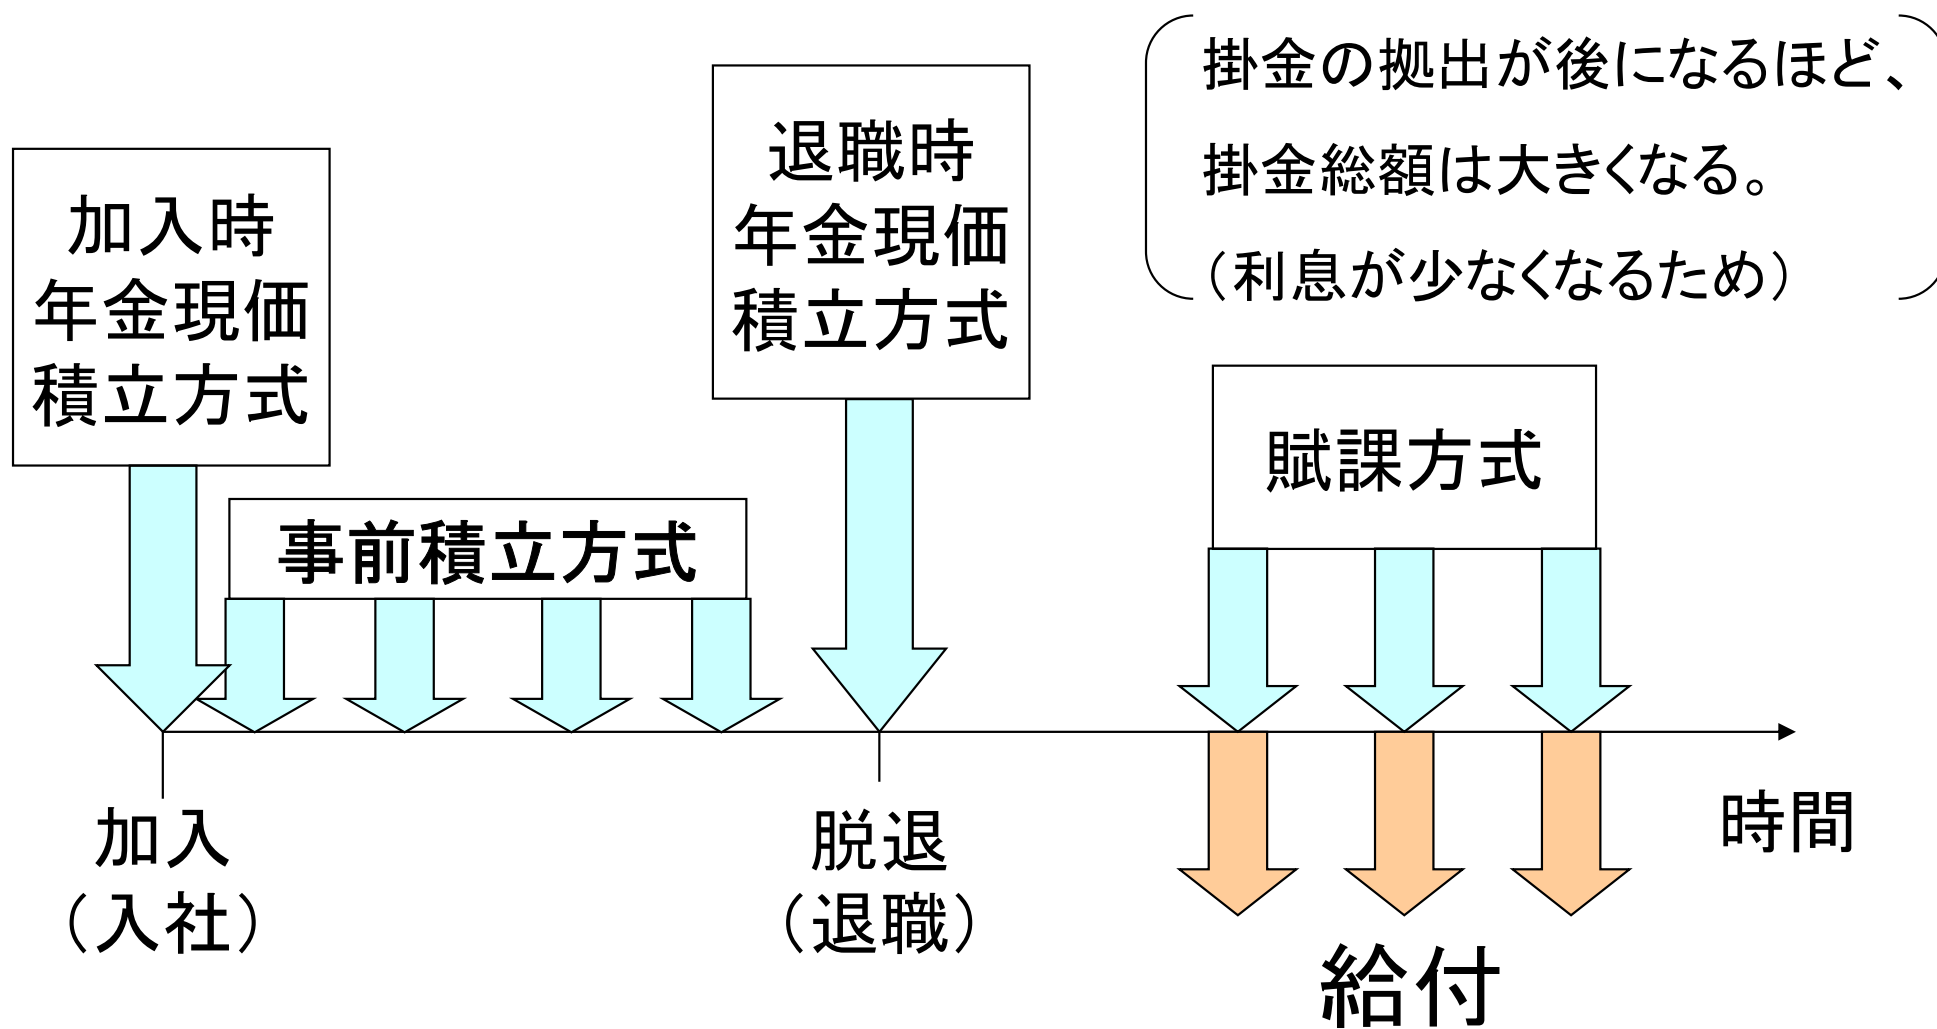 加入時
年金現価
積立方式
事前積立方式
退職時
年金現価
積立方式
掛金の拠出が後になるほど、
掛金総額は大きくなる。
（利息が少なくなるため）
賦課方式
加入
（入社）
脱退
（退職）
時間
給付